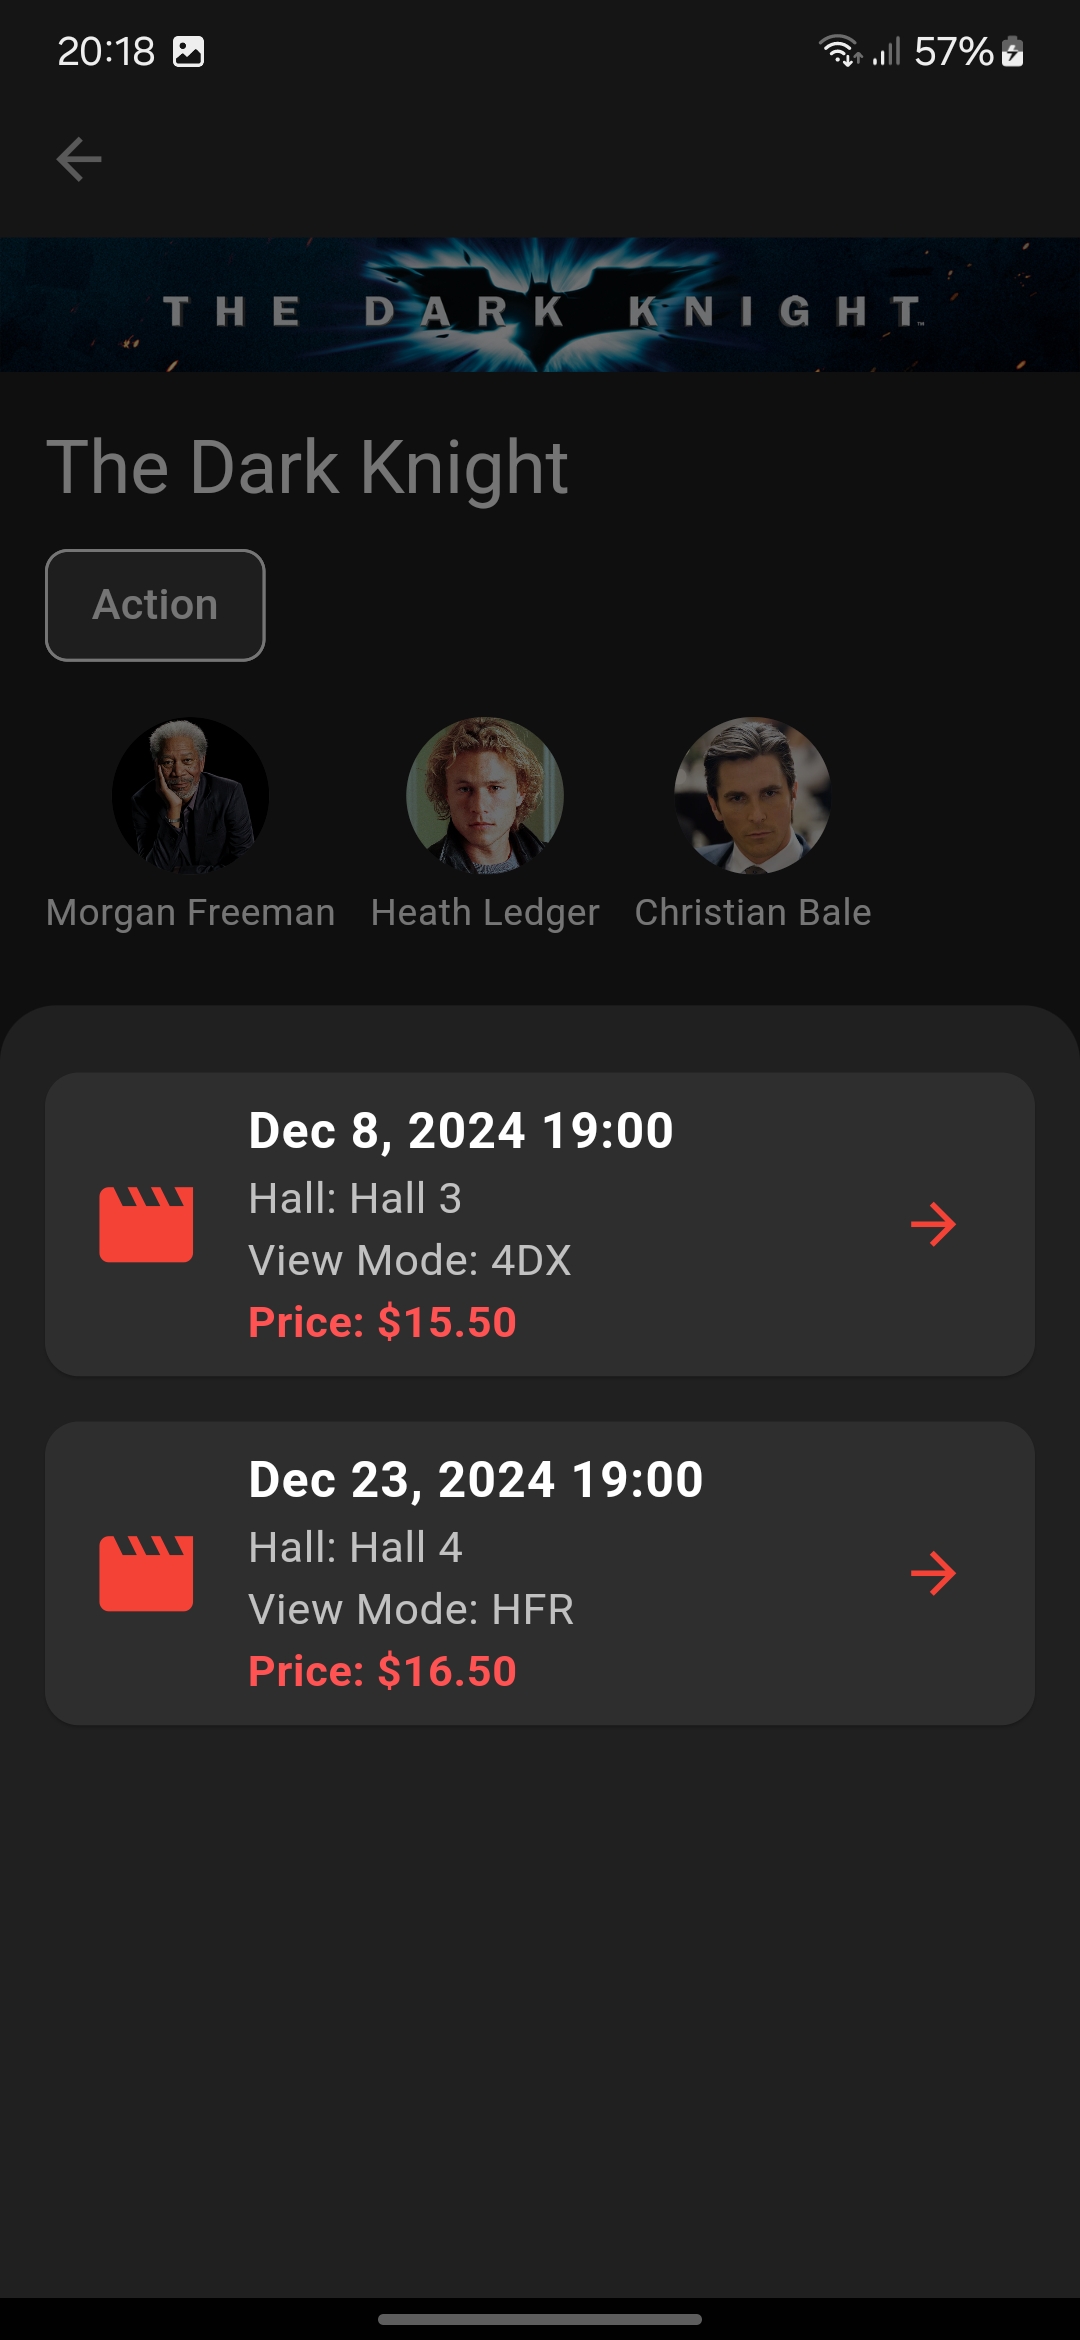 20:18 57%
THE DARK KNIGHT™
The Dark Knight
Action
Morgan Freeman Heath Ledger Christian Bale
Dec 8, 2024 19:00
Hall: Hall 3
View Mode: 4DX
Price: $15.50
Dec 23, 2024 19:00
Hall: Hall 4
View Mode: HFR
Price: $16.50